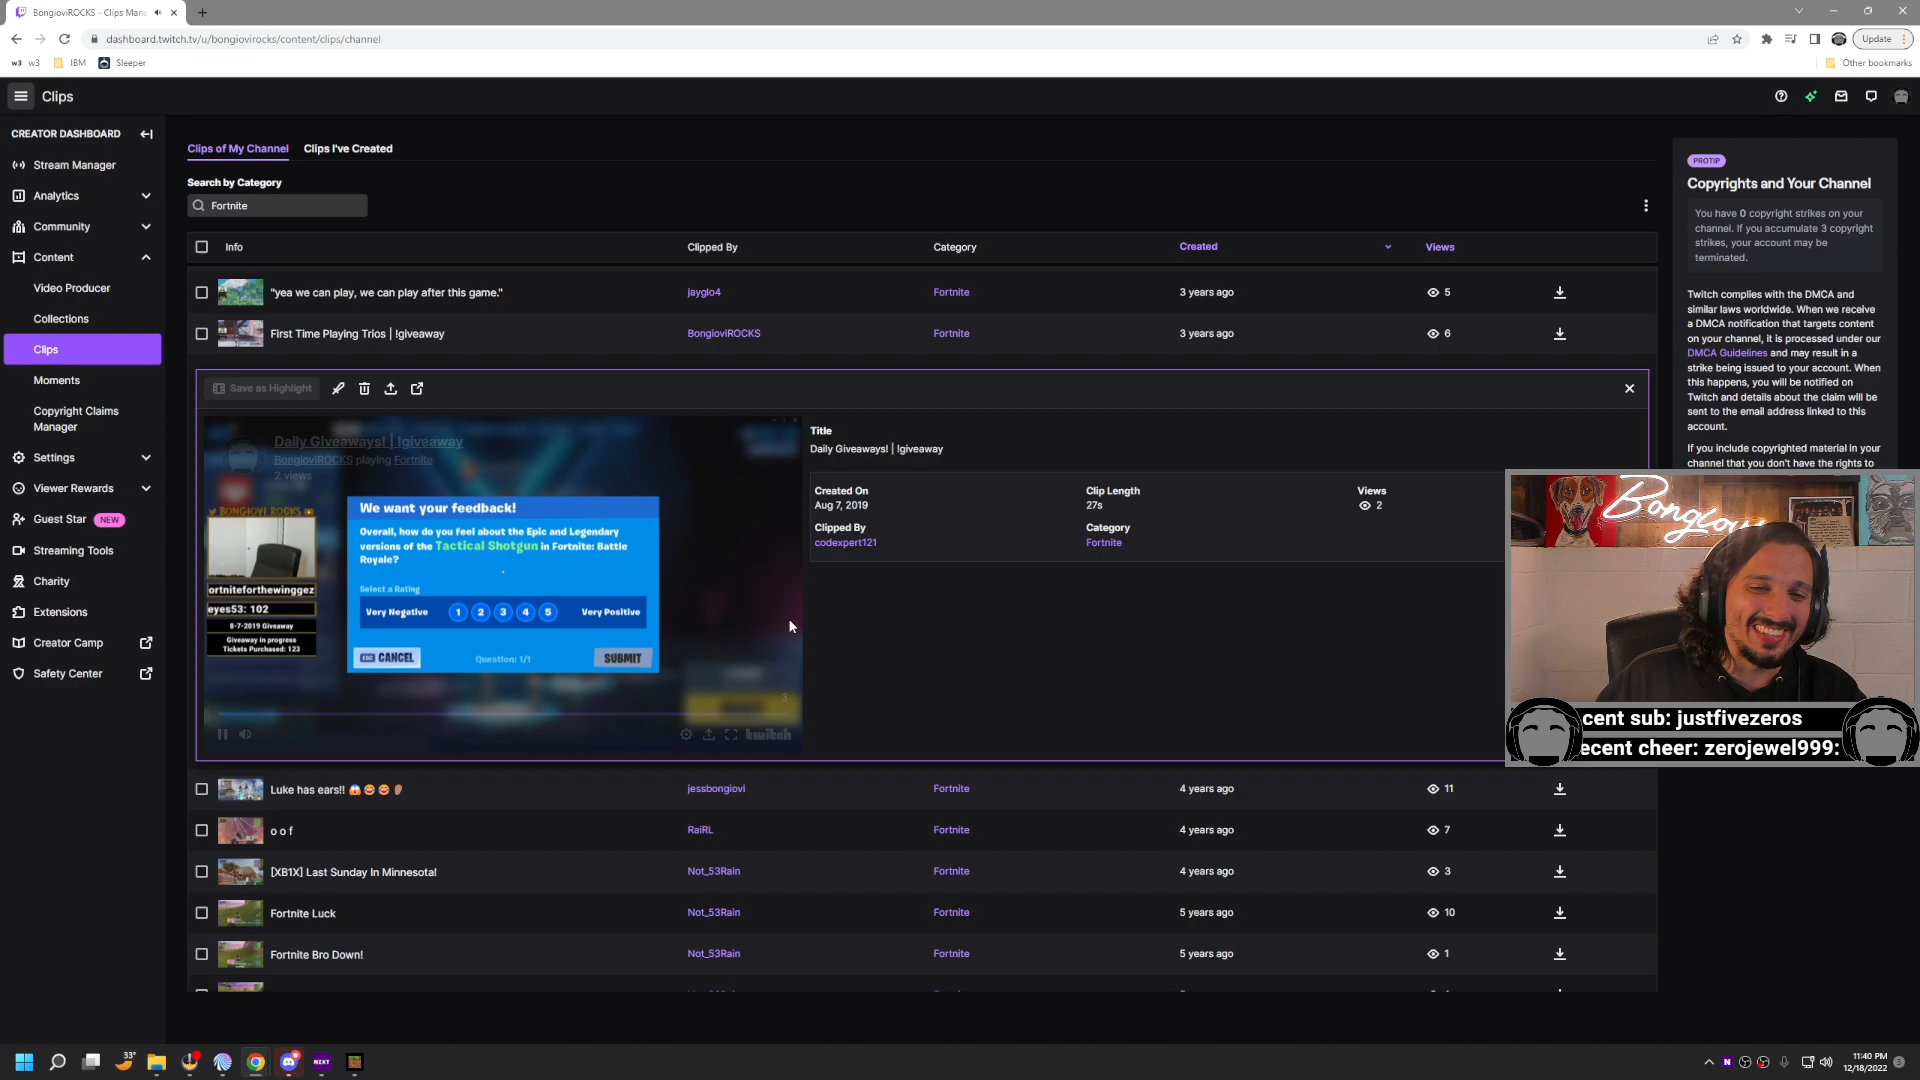 BongioviROCKS - Clips Man
dashboard.twitch.tv/u/bongiovirocks/content/clips/channel
Update
w3 w3 IBM Sleeper
Other bookmarks
Clips
CREATOR DASHBOARD
Stream Manager
Analytics
Community
Content
Video Producer
Collections
Clips
Moments
Copyright Claims
Manager
Settings
Viewer Rewards
Guest Star NEW
Streaming Tools
Charity
Extensions
Creator Camp
Safety Center
Clips of My Channel Clips I've Created
Search by Category
Fortnite
Info Clipped By Category Created Views
"yea we can play, we can play after this game." jayglo4 Fortnite 3 years ago 5
First Time Playing Trios | !giveaway BongioviROCKS Fortnite 3 years ago 6
Save as Highlight
Daily Giveaways! | !giveaway
BongioviROCKS playing Fortnite
2 views
BONGIOVI ROCKS
ortniteforthewinggez
eyes53: 102
8-7-2019 Giveaway
Giveaway in progress
Tickets Purchased: 123
We want your feedback!
Overall, how do you feel about the Epic and Legendary
versions of the Tactical Shotgun in Fortnite: Battle
Royale?
Select a Rating
Very Negative 1 2 3 4 5 Very Positive
ESC CANCEL Question: 1/1 SUBMIT
3
twitch
Title
Daily Giveaways! | !giveaway
Created On Clip Length Views
Aug 7, 2019 27s 2
Clipped By Category
codexpert121 Fortnite
Luke has ears!! 😱😂😂👂🏽 jessbongiovi Fortnite 4 years ago 11
o o f RaiRL Fortnite 4 years ago 7
[XB1X] Last Sunday In Minnesota! Not_53Rain Fortnite 4 years ago 3
Fortnite Luck Not_53Rain Fortnite 5 years ago 10
Fortnite Bro Down! Not_53Rain Fortnite 5 years ago 1
PROTIP
Copyrights and Your Channel
You have 0 copyright strikes on your
channel. If you accumulate 3 copyright
strikes, your account may be
terminated.
Twitch complies with the DMCA and
similar laws worldwide. When we receive
a DMCA notification that targets content
on your channel, it is processed under our
DMCA Guidelines and may result in a
strike being issued to your account. When
this happens, you will be notified on
Twitch and details about the claim will be
sent to the email address linked to this
account.
If you include copyrighted material in your
channel that you don't have the rights to
cent sub: justfivezeros
ecent cheer: zerojewel999:
33°
NZXT
11:40 PM
12/18/2022
3